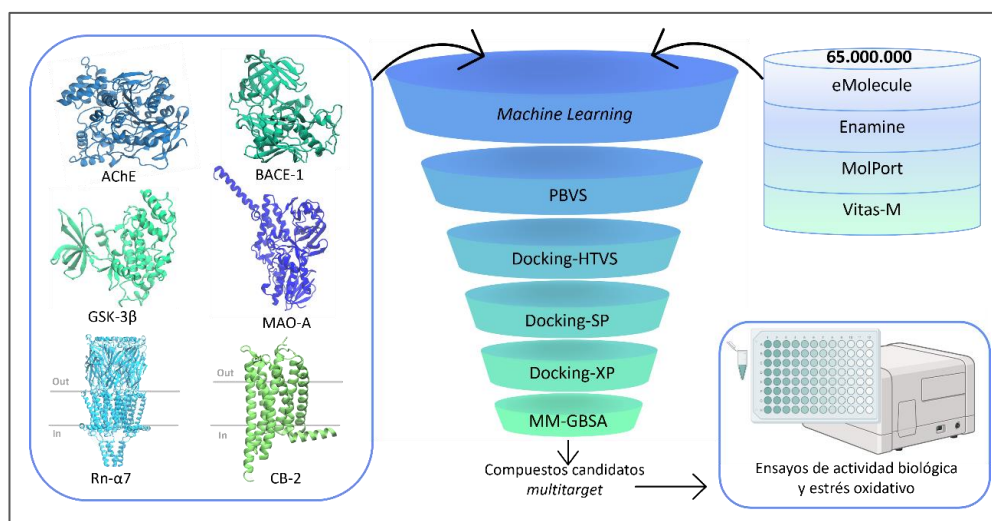 AChE
BACE-1
GSK-3β
MAO-A
Out
In
Rn-α7
Out
In
CB-2
Machine Learning
PBVS
Docking-HTVS
Docking-SP
Docking-XP
MM-GBSA
Compuestos candidatos
multitarget
65.000.000
eMolecule
Enamine
MolPort
Vitas-M
Ensayos de actividad biológica
y estrés oxidativo